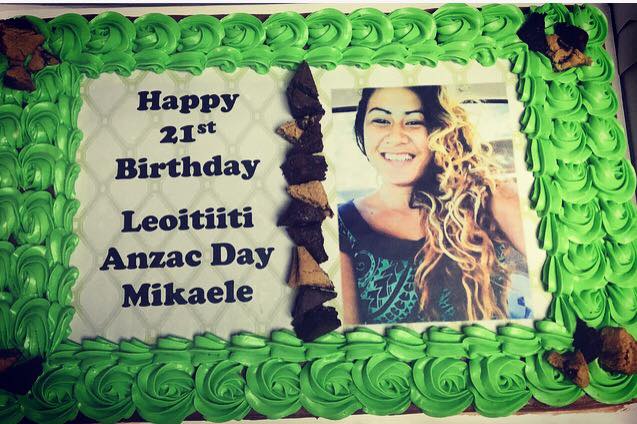 Happy
21st
Birthday
Leoitiiti
Anzac Day
Mikaele